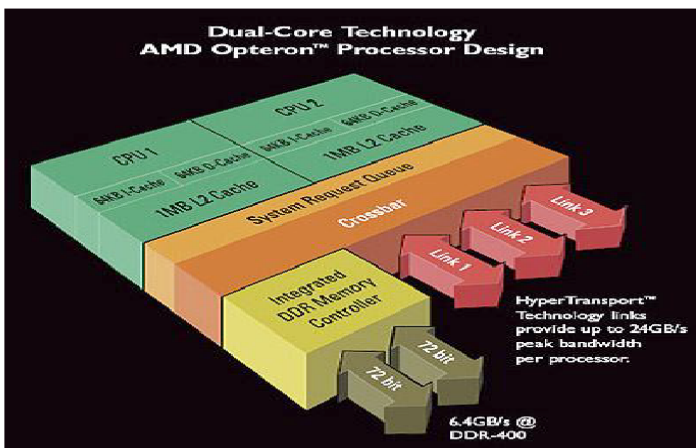 Dual-Core Technology
AMD Opteron™ Processor Design
CPU 1
CPU 2
64KB I-Cache
64KB D-Cache
64KB I-Cache
64KB D-Cache
1MB L2 Cache
1MB L2 Cache
System Request Queue
Crossbar
Integrated
DDR Memory
Controller
Link 1
Link 2
Link 3
HyperTransport™
Technology links
provide up to 24GB/s
peak bandwidth
per processor.
72 bit
72 bit
6.4GB/s @
DDR-400